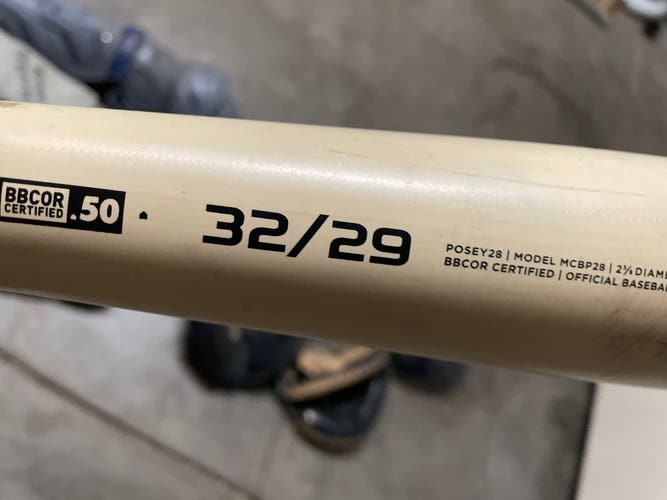 BBCOR
CERTIFIED
.50
32/29
POSEY28 | MODEL MCBP28 | 2⅝ DIAME
BBCOR CERTIFIED | OFFICIAL BASEBA